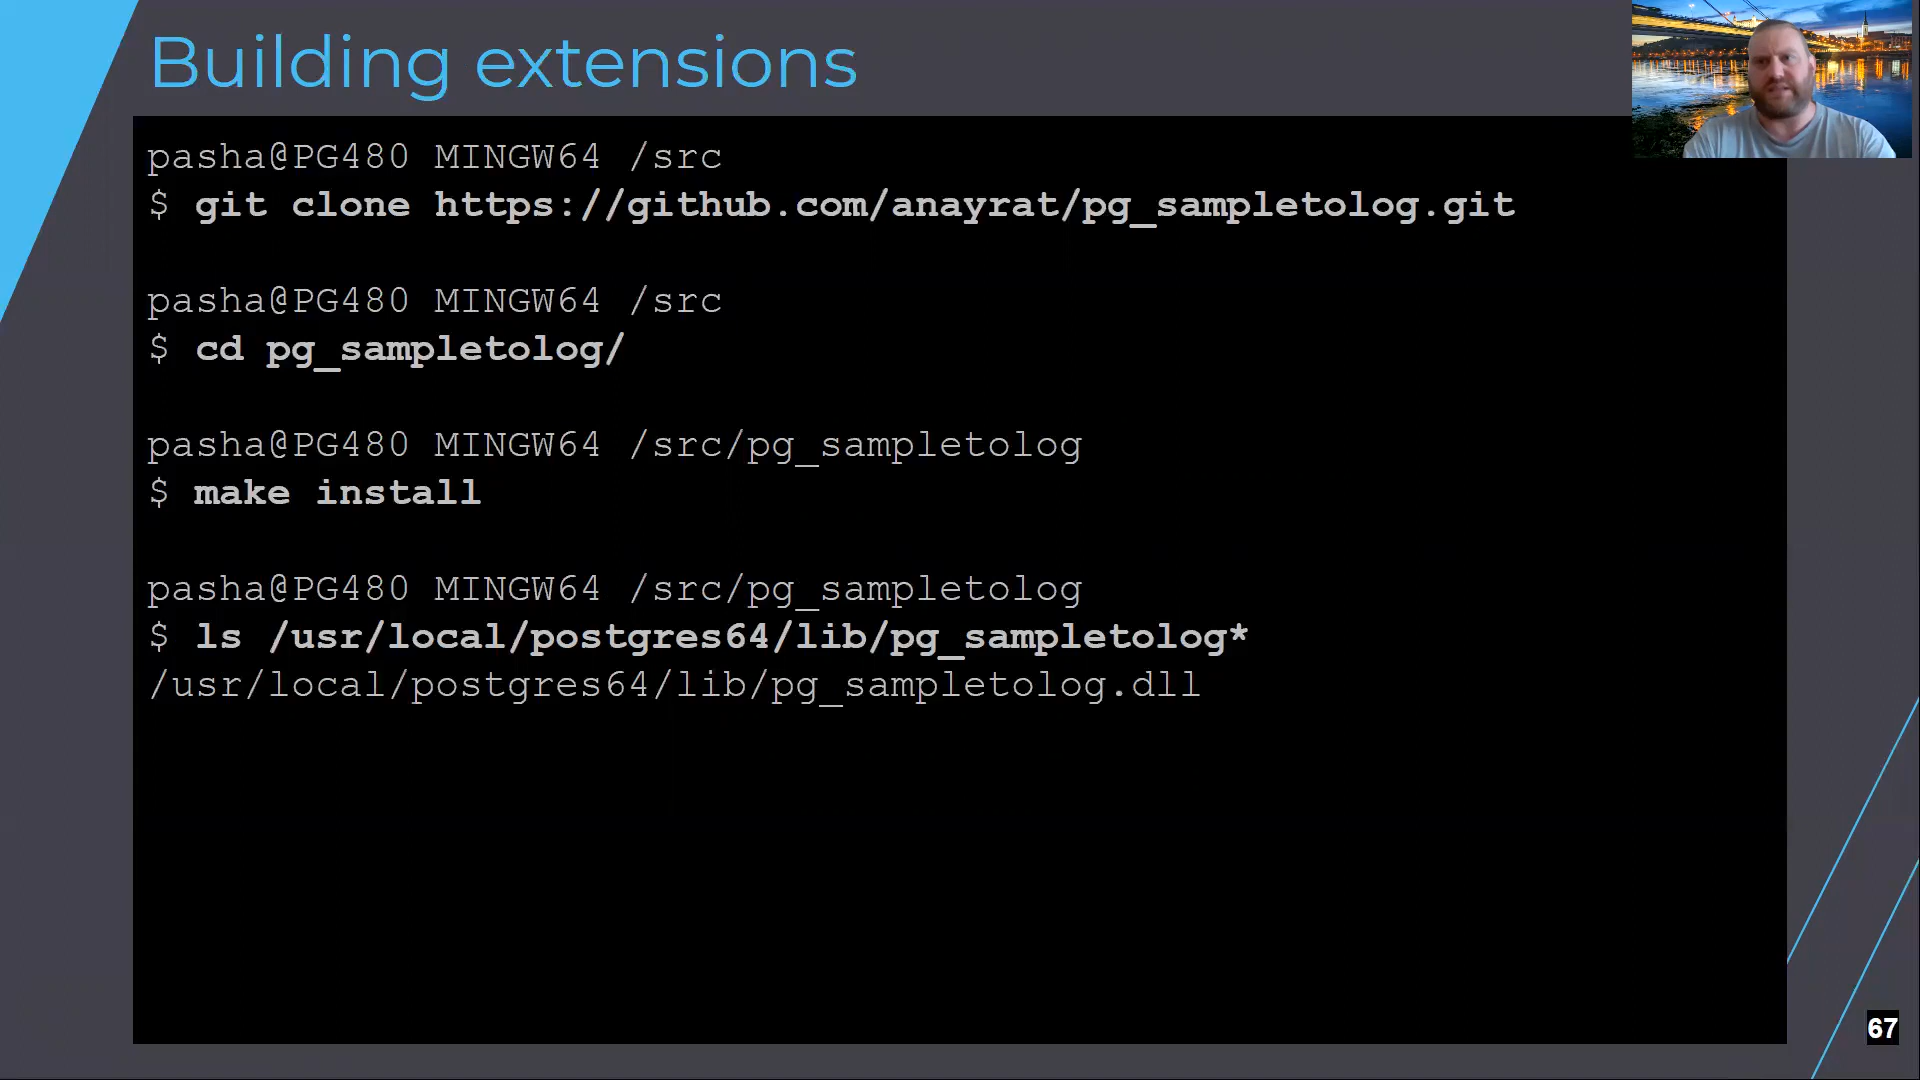 Building extensions
pasha@PG480 MINGW64 /src
$ git clone https://github.com/anayrat/pg_sampletolog.git
pasha@PG480 MINGW64 /src
$ cd pg_sampletolog/
pasha@PG480 MINGW64 /src/pg_sampletolog
$ make install
pasha@PG480 MINGW64 /src/pg_sampletolog
$ ls /usr/local/postgres64/lib/pg_sampletolog*
/usr/local/postgres64/lib/pg_sampletolog.dll
67